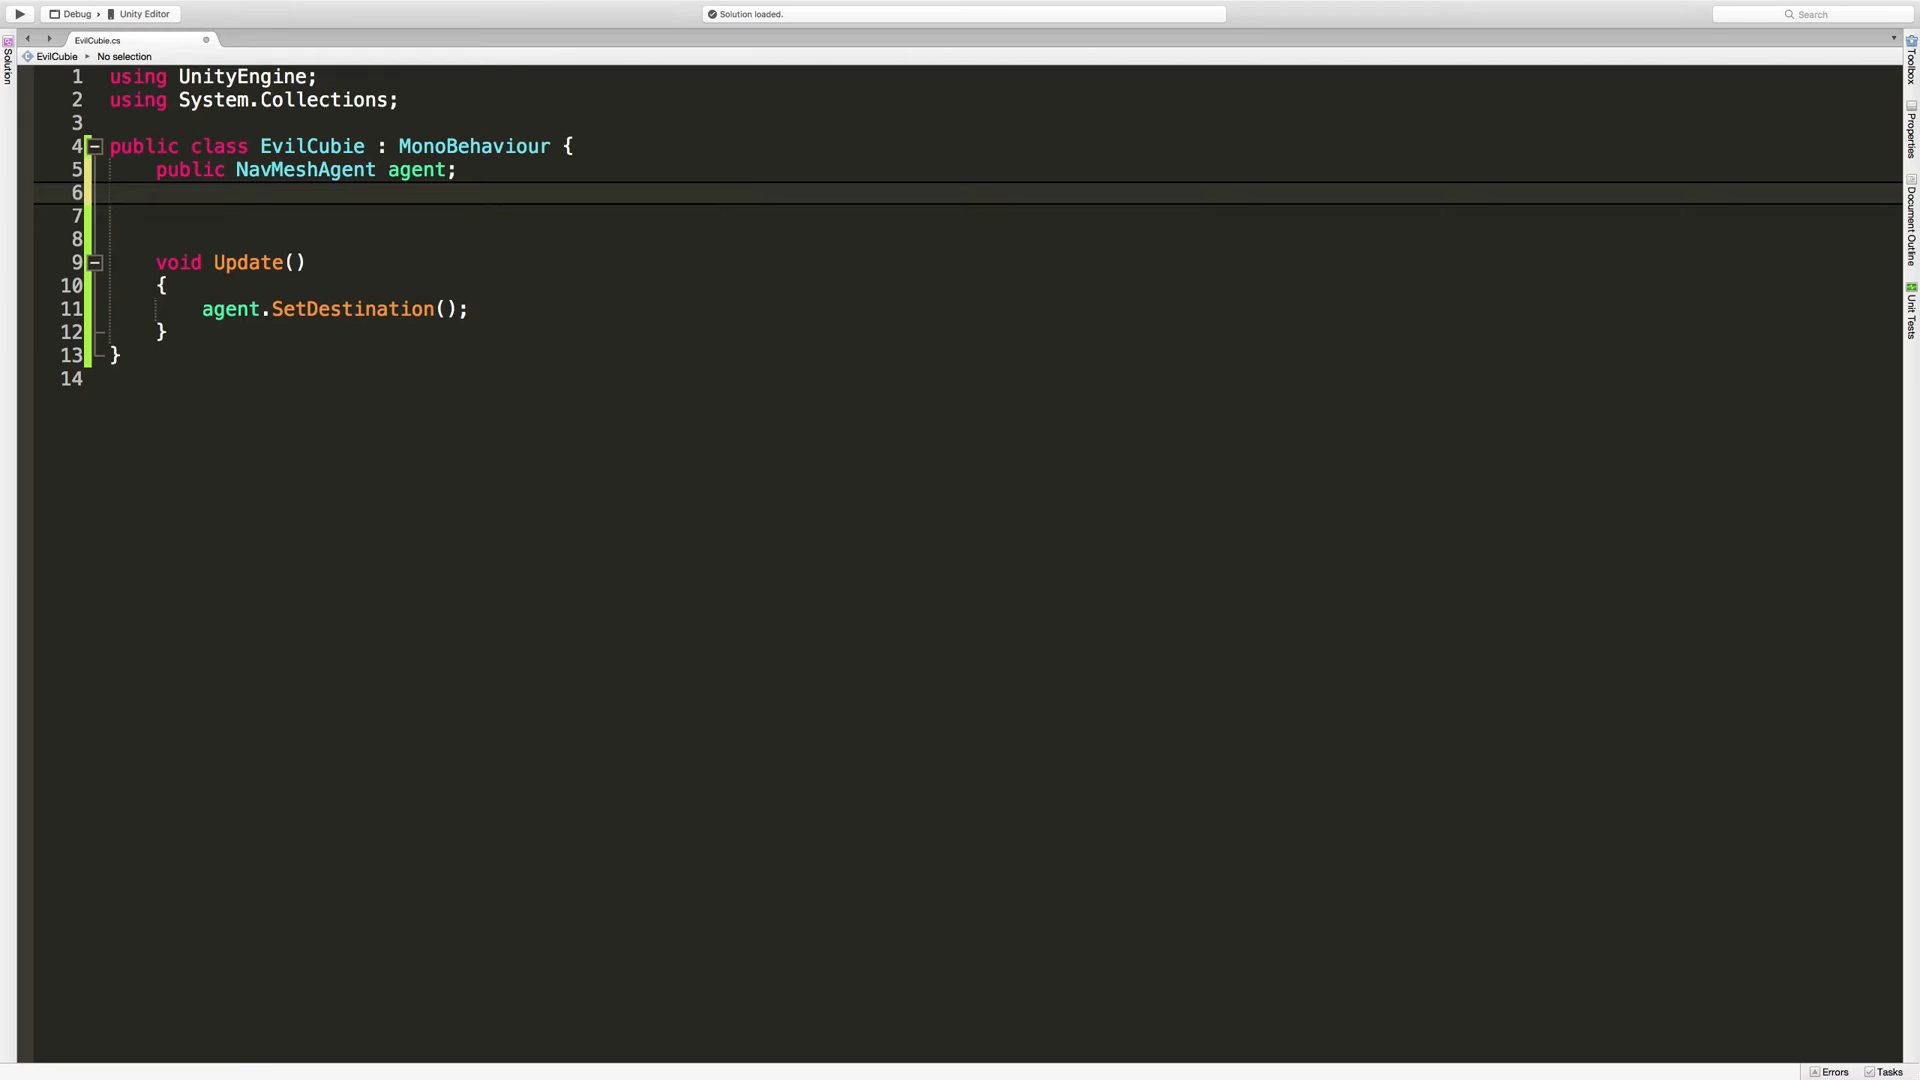 Debug › Unity Editor
Solution loaded.
Search
EvilCubie.cs
EvilCubie ▸ No selection
Solution
1 using UnityEngine;
2 using System.Collections;
3
4 public class EvilCubie : MonoBehaviour {
5 public NavMeshAgent agent;
6
7
8
9 void Update()
10 {
11 agent.SetDestination();
12 }
13 }
14
Toolbox
Properties
Document Outline
Unit Tests
Errors Tasks